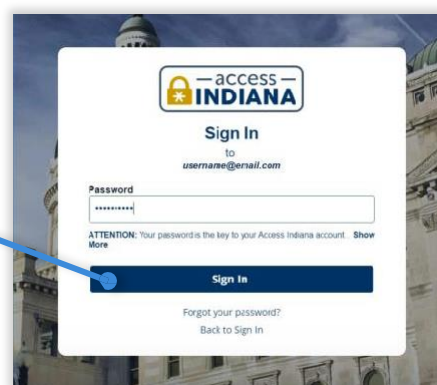 access
INDIANA
Sign In
to
username@email.com
Password
ATTENTION: Your password is the key to your Access Indiana account. Show
More
Sign In
Forgot your password?
Back to Sign In